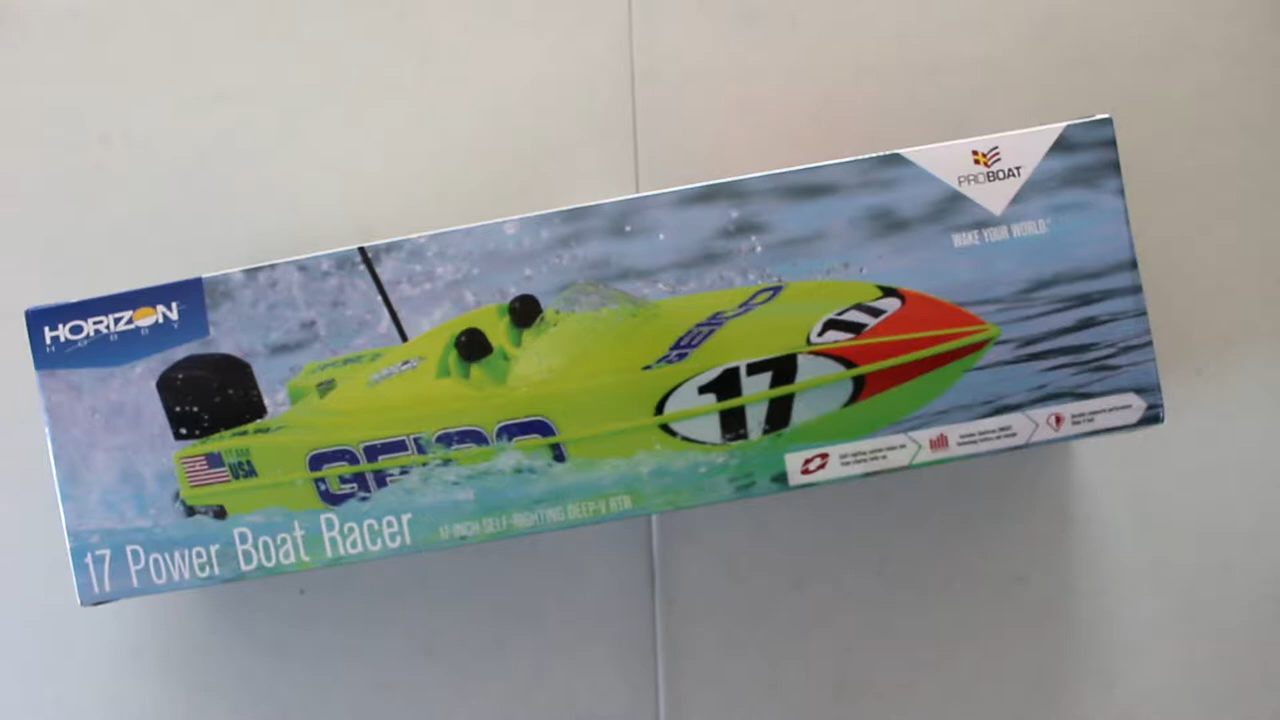 HORIZON
HOBBY
PROBOAT
WAKE YOUR WORLD.
GEICO
17
17
TEAM
USA
GEICO
17 Power Boat Racer
17-INCH SELF-RIGHTING DEEP-V RTR